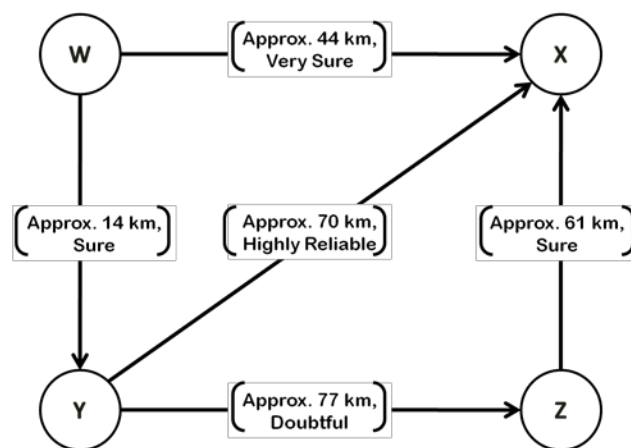 W
Approx. 44 km,
Very Sure
X
Approx. 14 km,
Sure
Approx. 70 km,
Highly Reliable
Approx. 61 km,
Sure
Y
Approx. 77 km,
Doubtful
Z